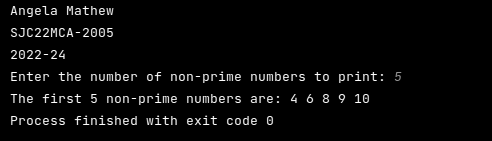 Angela Mathew
SJC22MCA-2005
2022-24
Enter the number of non-prime numbers to print: 5
The first 5 non-prime numbers are: 4 6 8 9 10
Process finished with exit code 0